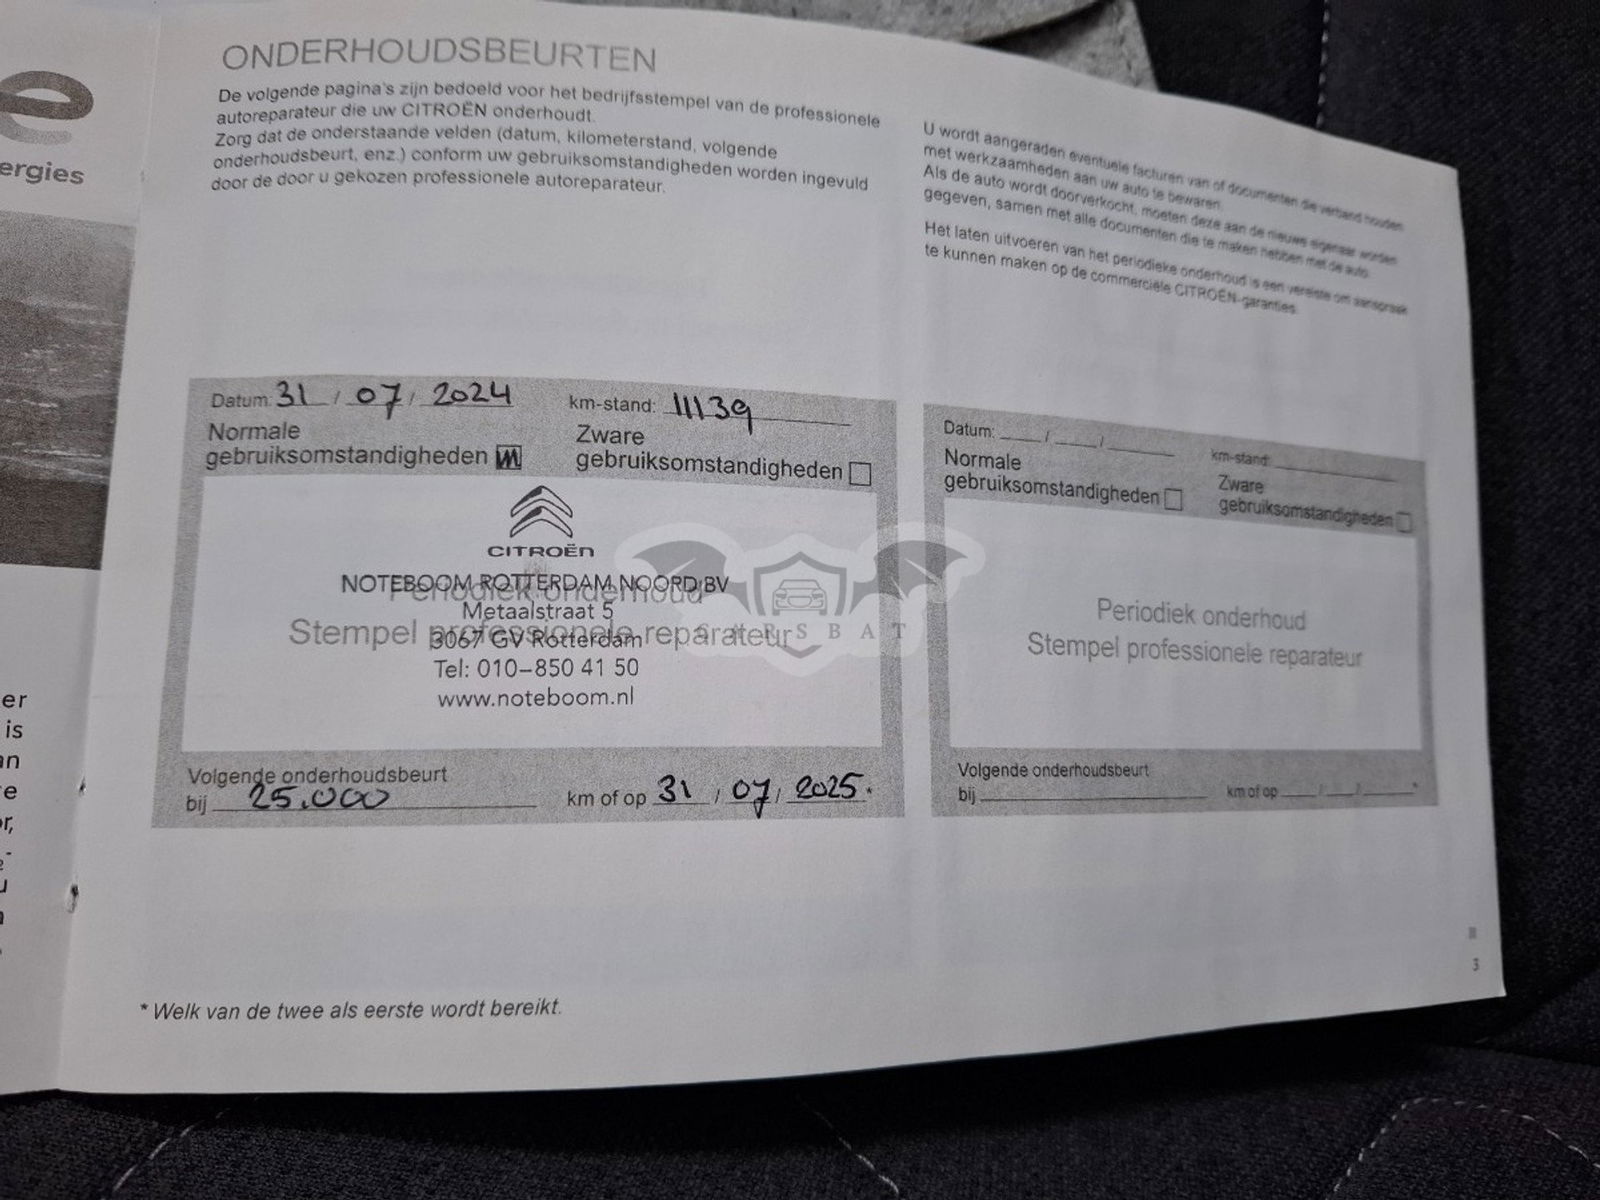 e
ergies
er
is
an
e
or,
u
ONDERHOUDSBEURTEN
De volgende pagina's zijn bedoeld voor het bedrijfsstempel van de professionele
autoreparateur die uw CITROËN onderhoudt.
Zorg dat de onderstaande velden (datum, kilometerstand, volgende
onderhoudsbeurt, enz.) conform uw gebruiksomstandigheden worden ingevuld
door de door u gekozen professionele autoreparateur.
Datum: 31 / 07 / 2024 km-stand: 11139
Normale
gebruiksomstandigheden
Zware
gebruiksomstandigheden
CITROËN
NOTEBOOM ROTTERDAM NOORD BV
Periodiek onderhoud
Metaalstraat 5
Stempel professionele reparateur
3067 GV Rotterdam
Tel: 010-850 41 50
www.noteboom.nl
Volgende onderhoudsbeurt
bij 25.000 km of op 31 / 07 / 2025 *
* Welk van de twee als eerste wordt bereikt.
U wordt aangeraden eventuele facturen van of documenten die verband houden
met werkzaamheden aan uw auto te bewaren.
Als de auto wordt doorverkocht, moeten deze aan de nieuwe eigenaar worden
gegeven, samen met alle documenten die te maken hebben met de auto.
Het laten uitvoeren van het periodieke onderhoud is een vereiste om aanspraak
te kunnen maken op de commerciële CITROËN-garanties.
Datum: / / km-stand:
Normale
gebruiksomstandigheden
Zware
gebruiksomstandigheden
Periodiek onderhoud
Stempel professionele reparateur
Volgende onderhoudsbeurt
bij km of op / / *
3
CARSBAT